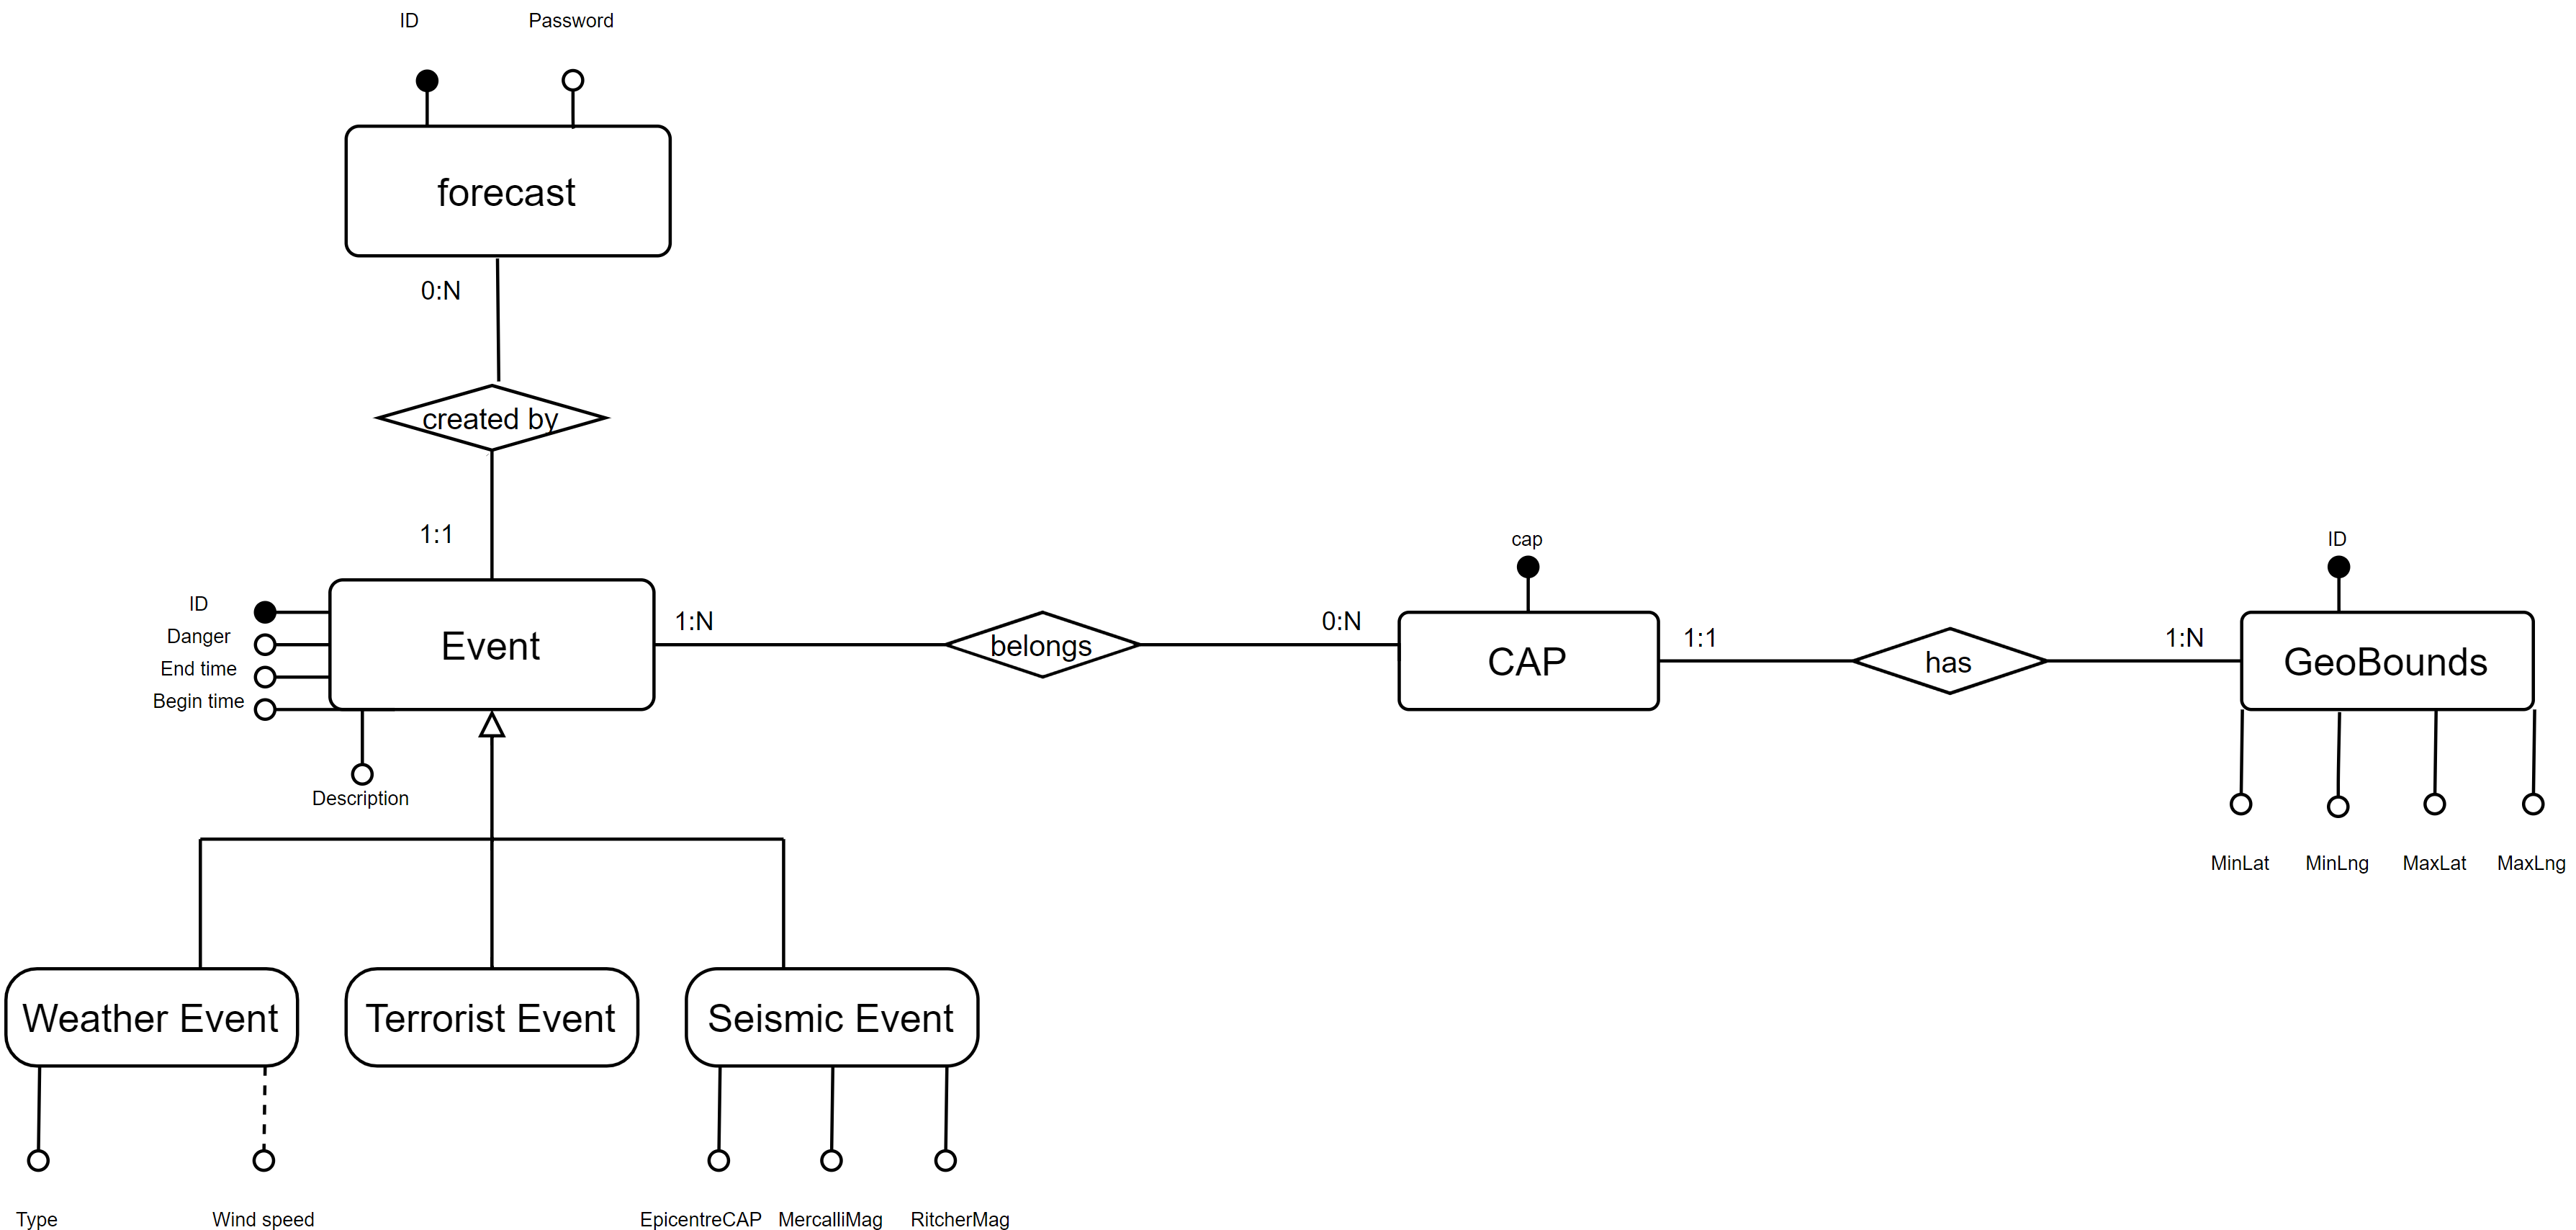 ID
Password
forecast
0:N
created by
1:1
ID
Danger
End time
Begin time
Event
Description
1:N
belongs
0:N
cap
CAP
1:1
has
1:N
ID
GeoBounds
MinLat
MinLng
MaxLat
MaxLng
Weather Event
Terrorist Event
Seismic Event
Type
Wind speed
EpicentreCAP
MercalliMag
RitcherMag